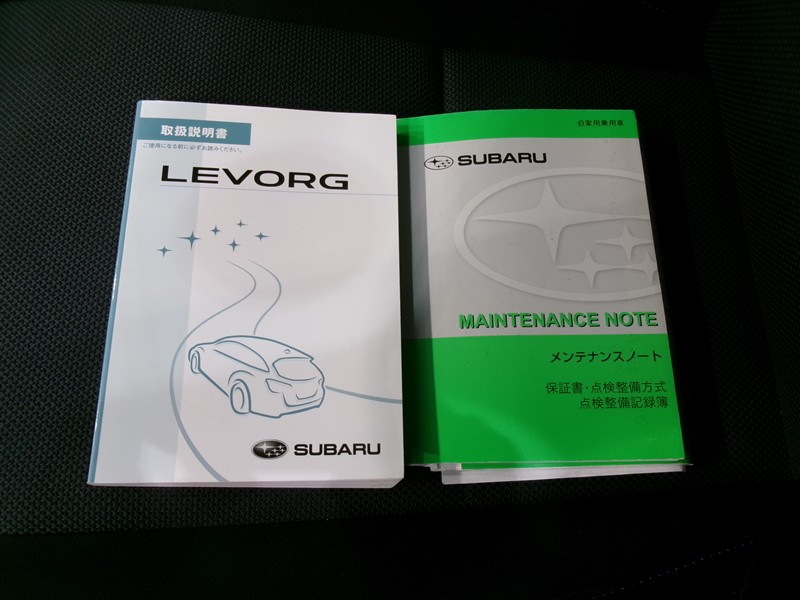 取扱説明書
ご使用になる前に必ずお読みください。
LEVORG
SUBARU
自家用乗用車
SUBARU
MAINTENANCE NOTE
メンテナンスノート
保証書・点検整備方式
点検整備記録簿